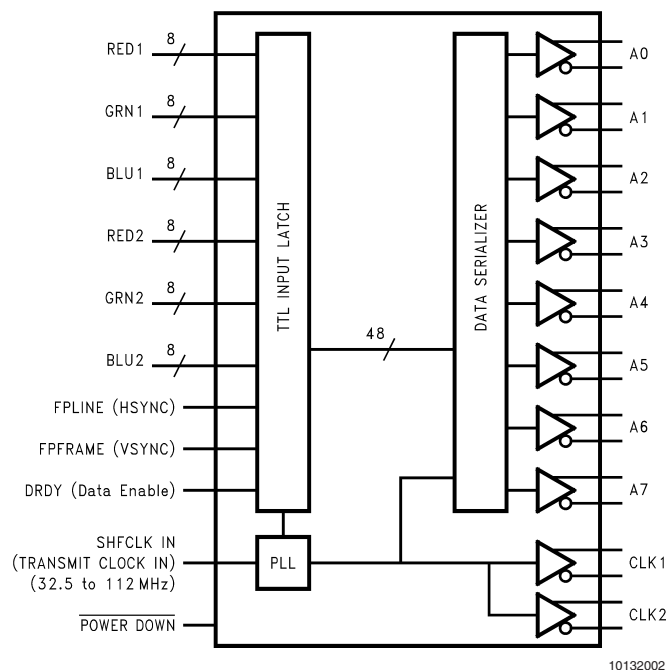 RED1
8
GRN1
8
BLU1
8
RED2
8
GRN2
8
BLU2
8
FPLINE (HSYNC)
FPFRAME (VSYNC)
DRDY (Data Enable)
SHFCLK IN
(TRANSMIT CLOCK IN)
(32.5 to 112 MHz)
POWER DOWN
TTL INPUT LATCH
PLL
48
DATA SERIALIZER
A0
A1
A2
A3
A4
A5
A6
A7
CLK1
CLK2
10132002